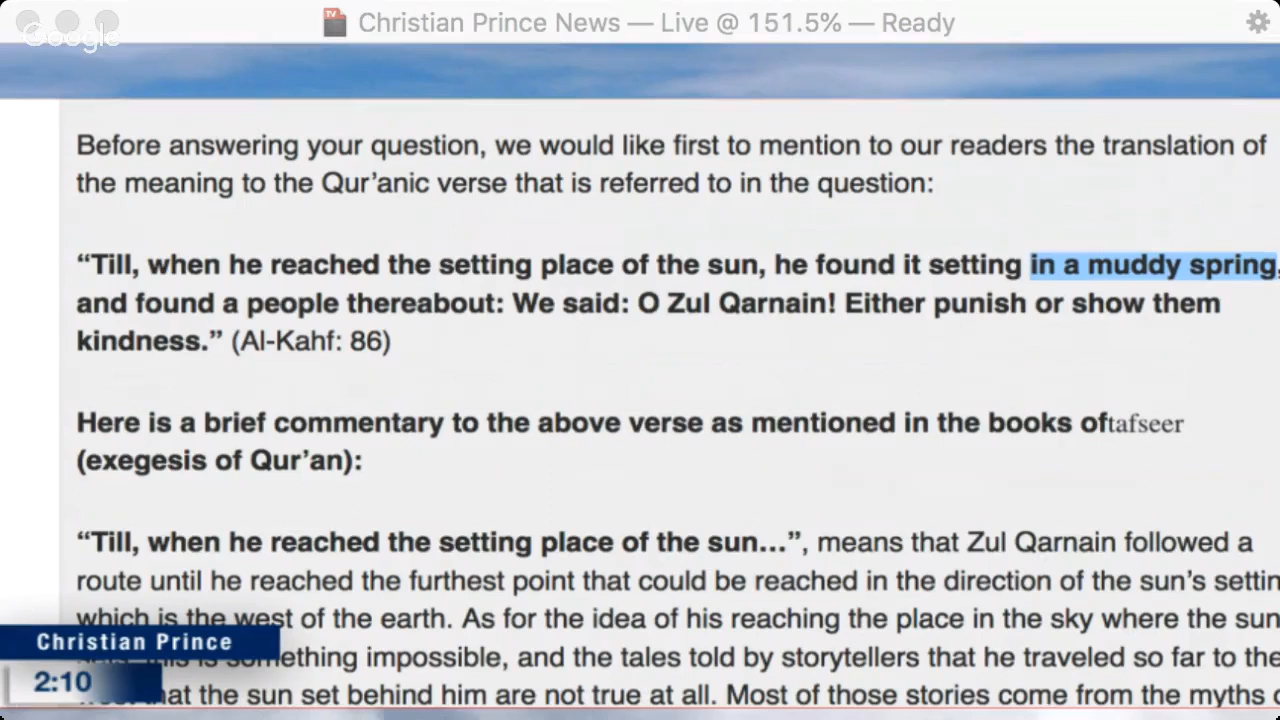 Christian Prince News — Live @ 151.5% — Ready
Google
Before answering your question, we would like first to mention to our readers the translation of
the meaning to the Qur’anic verse that is referred to in the question:
“Till, when he reached the setting place of the sun, he found it setting in a muddy spring,
and found a people thereabout: We said: O Zul Qarnain! Either punish or show them
kindness.” (Al-Kahf: 86)
Here is a brief commentary to the above verse as mentioned in the books oftafseer
(exegesis of Qur’an):
“Till, when he reached the setting place of the sun...”, means that Zul Qarnain followed a
route until he reached the furthest point that could be reached in the direction of the sun’s settin
which is the west of the earth. As for the idea of his reaching the place in the sky where the sun
this is something impossible, and the tales told by storytellers that he traveled so far to the
that the sun set behind him are not true at all. Most of those stories come from the myths
Christian Prince
2:10